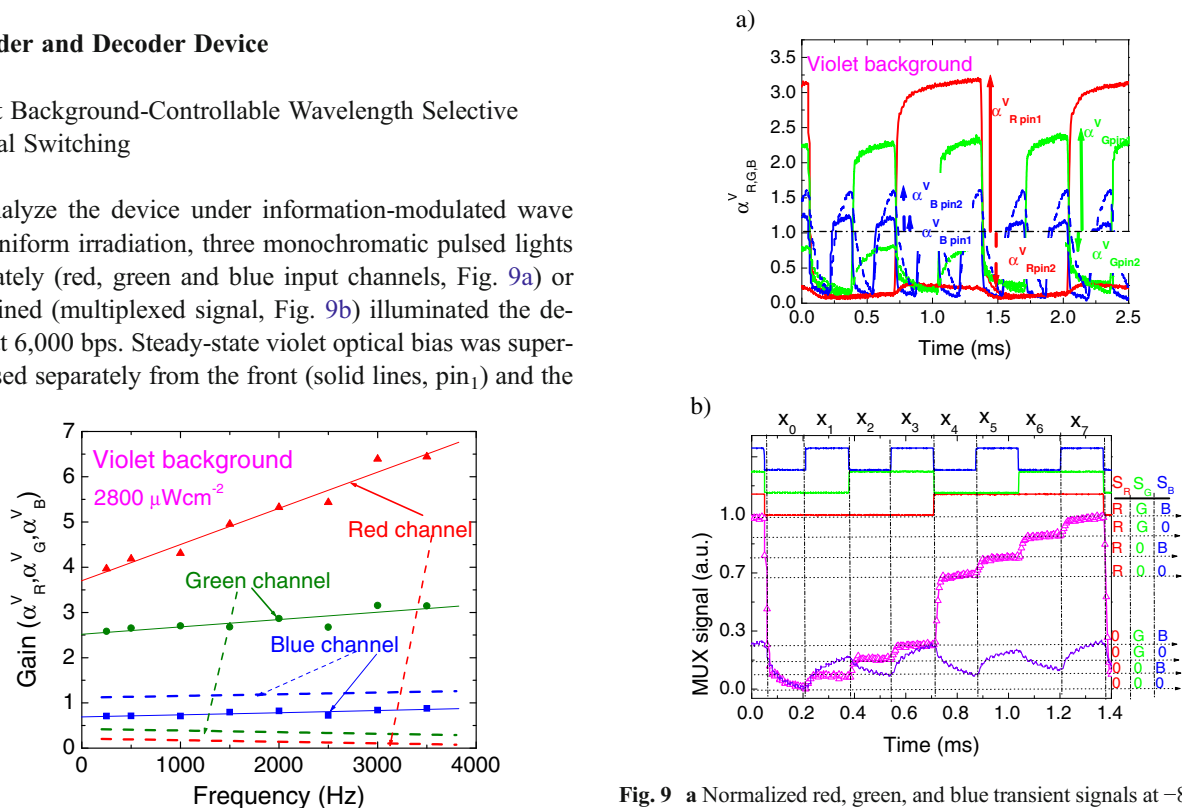 der and Decoder Device
t Background-Controllable Wavelength Selective
al Switching
nalyze the device under information-modulated wave
niform irradiation, three monochromatic pulsed lights
ately (red, green and blue input channels, Fig. 9a) or
ined (multiplexed signal, Fig. 9b) illuminated the de-
t 6,000 bps. Steady-state violet optical bias was super-
sed separately from the front (solid lines, pin₁) and the
7
6
5
4
3
2
1
0
Gain (α^V_R,α^V_G,α^V_B)
Violet background
2800 μWcm⁻²
Red channel
Green channel
Blue channel
0 1000 2000 3000 4000
Frequency (Hz)
a)
Violet background
3.5
3.0
2.5
2.0
1.5
1.0
0.5
0.0
α^V_R,G,B
α^V_R pin1
α^V_Gpin1
α^V_B pin2
α^V_B pin1
α^V_Rpin2
α^V_Gpin2
0.0 0.5 1.0 1.5 2.0 2.5
Time (ms)
b)
X₀ X₁ X₂ X₃ X₄ X₅ X₆ X₇
1.0
0.7
0.3
0.0
MUX signal (a.u.)
S_R S_G S_B
R G B
R G 0
R 0 B
R 0 0
0 G B
0 G 0
0 0 B
0 0 0
0.0 0.2 0.4 0.6 0.8 1.0 1.2 1.4
Time (ms)
Fig. 9 a Normalized red, green, and blue transient signals at −8